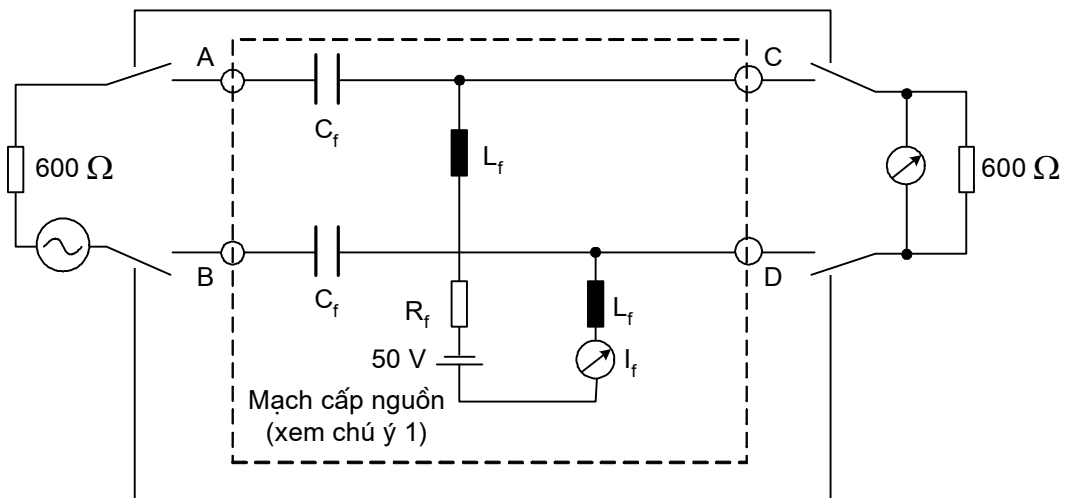 A
C
C_f
600 Ω
L_f
600 Ω
B
D
C_f
R_f
L_f
50 V
I_f
Mạch cấp nguồn
(xem chú ý 1)